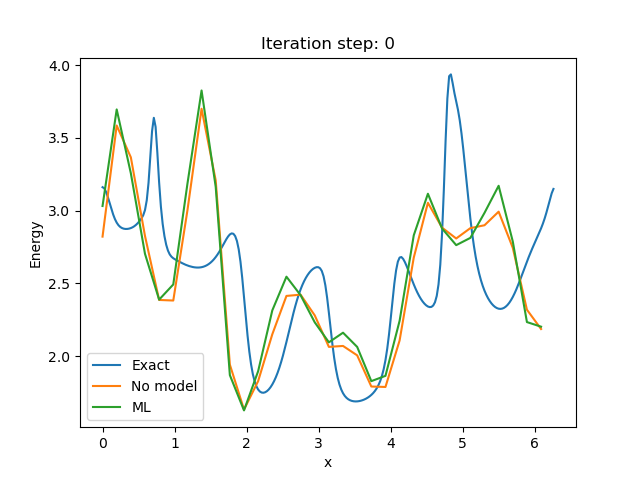 Iteration step: 0
4.0
3.5
3.0
2.5
2.0
Energy
Exact
No model
ML
0 1 2 3 4 5 6
x